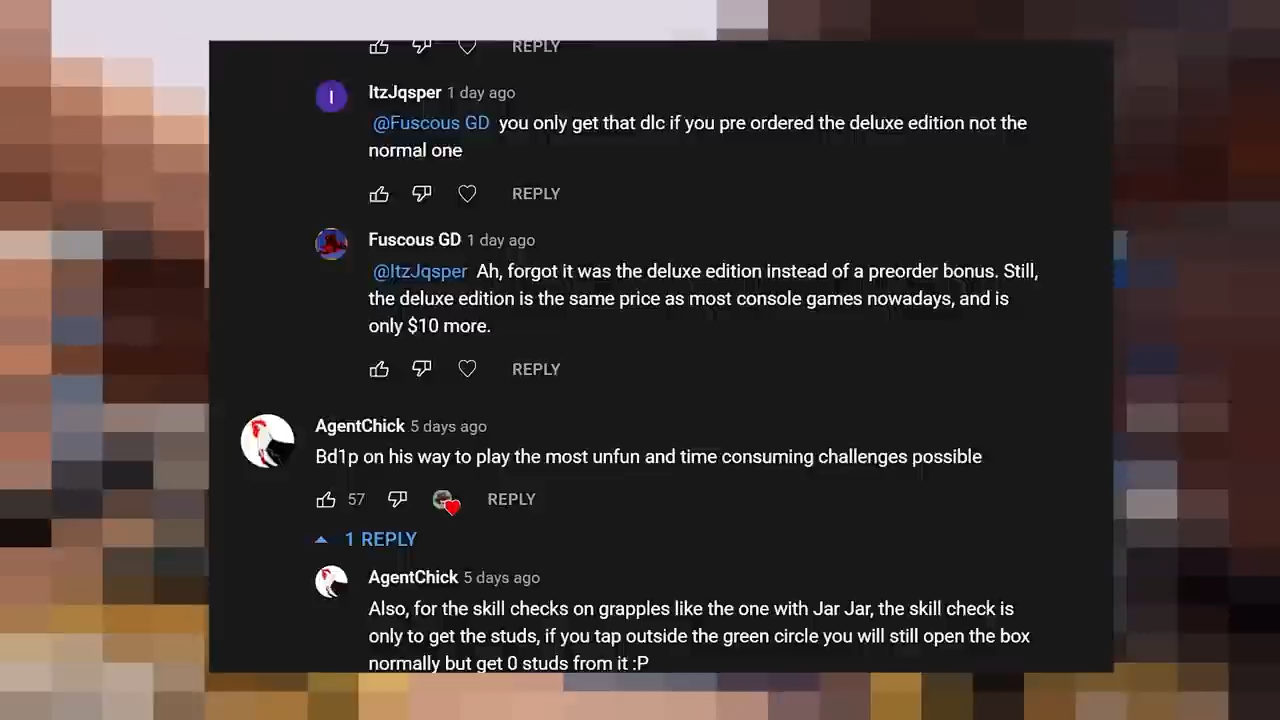 REPLY
I
ItzJqsper 1 day ago
@Fuscous GD you only get that dlc if you pre ordered the deluxe edition not the
normal one
REPLY
Fuscous GD 1 day ago
@ItzJqsper Ah, forgot it was the deluxe edition instead of a preorder bonus. Still,
the deluxe edition is the same price as most console games nowadays, and is
only $10 more.
REPLY
AgentChick 5 days ago
Bd1p on his way to play the most unfun and time consuming challenges possible
57 REPLY
1 REPLY
AgentChick 5 days ago
Also, for the skill checks on grapples like the one with Jar Jar, the skill check is
only to get the studs, if you tap outside the green circle you will still open the box
normally but get 0 studs from it :P